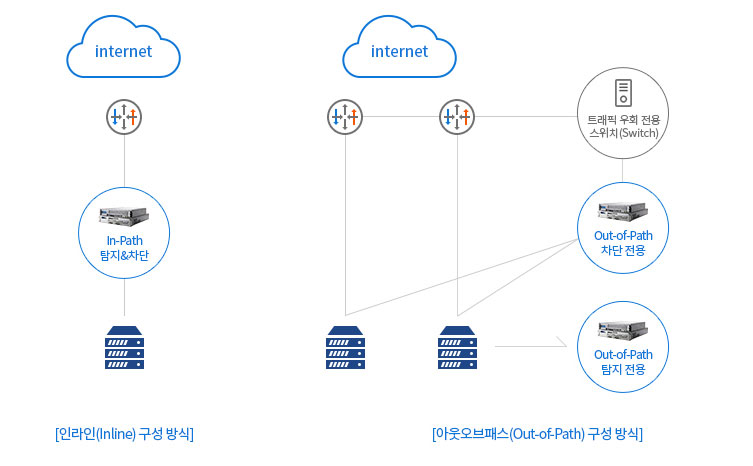 internet
In-Path
탐지&차단
[인라인(Inline) 구성 방식]
internet
트래픽 우회 전용
스위치(Switch)
Out-of-Path
차단 전용
Out-of-Path
탐지 전용
[아웃오브패스(Out-of-Path) 구성 방식]